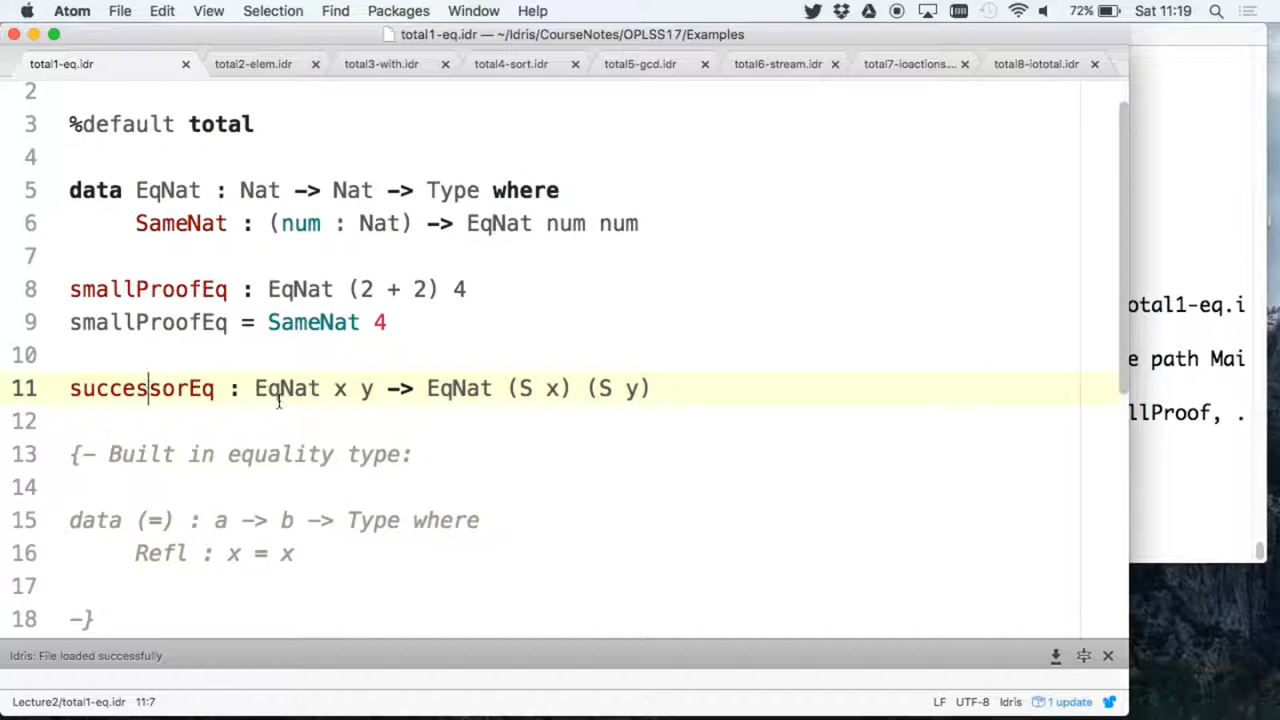 Atom File Edit View Selection Find Packages Window Help 72% Sat 11:19
total1-eq.idr — ~/Idris/CourseNotes/OPLSS17/Examples
total1-eq.idr total2-elem.idr total3-with.idr total4-sort.idr total5-gcd.idr total6-stream.idr total7-ioactions.... total8-iototal.idr
2
3 %default total
4
5 data EqNat : Nat -> Nat -> Type where
6 SameNat : (num : Nat) -> EqNat num num
7
8 smallProofEq : EqNat (2 + 2) 4
9 smallProofEq = SameNat 4
10
11 successorEq : EqNat x y -> EqNat (S x) (S y)
12
13 {- Built in equality type:
14
15 data (=) : a -> b -> Type where
16 Refl : x = x
17
18 -}
otal1-eq.i
e path Mai
llProof, .
Idris: File loaded successfully
Lecture2/total1-eq.idr 11:7 LF UTF-8 Idris 1 update